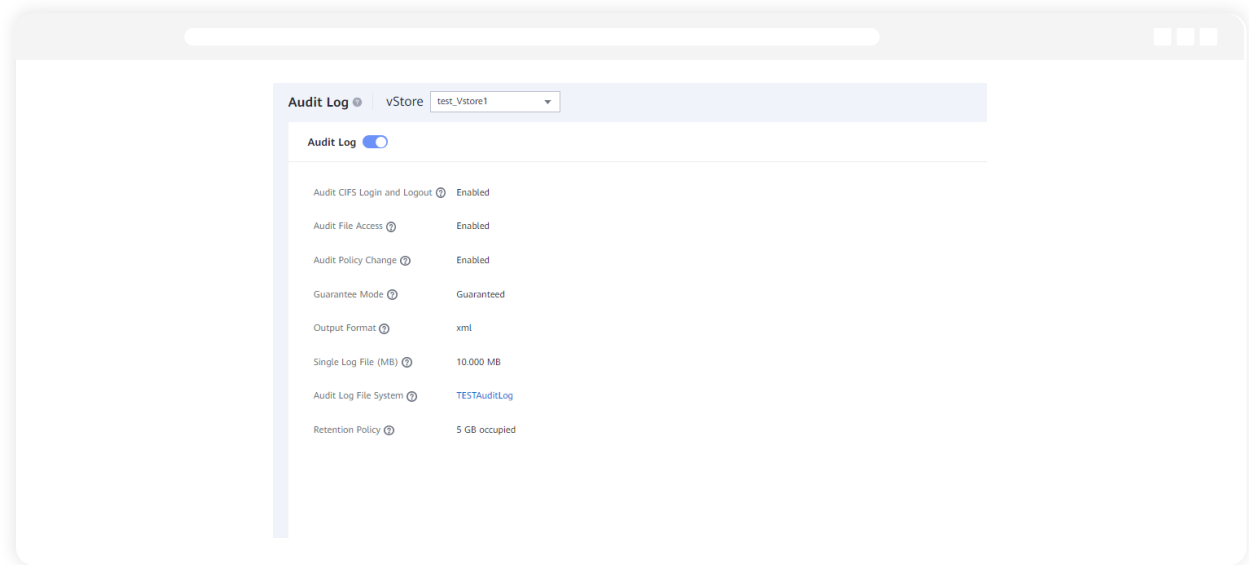 Audit Log vStore test_Vstore1
Audit Log
Audit CIFS Login and Logout Enabled
Audit File Access Enabled
Audit Policy Change Enabled
Guarantee Mode Guaranteed
Output Format xml
Single Log File (MB) 10.000 MB
Audit Log File System TESTAuditLog
Retention Policy 5 GB occupied